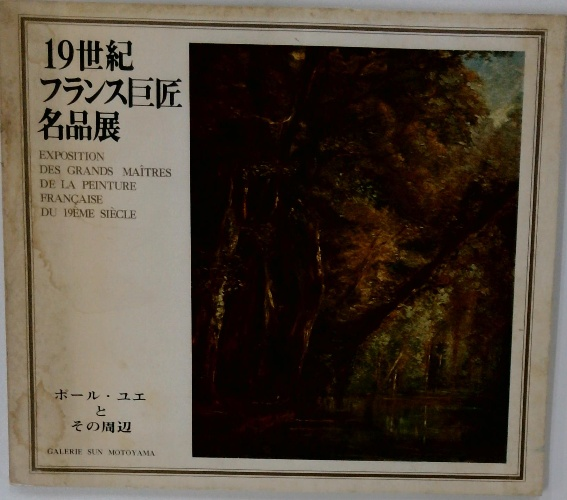 19世紀
フランス巨匠
名品展
EXPOSITION
DES GRANDS MAÎTRES
DE LA PEINTURE
FRANÇAISE
DU 19ÈME SIÈCLE
ポール・ユエ
と
その周辺
GALERIE SUN MOTOYAMA